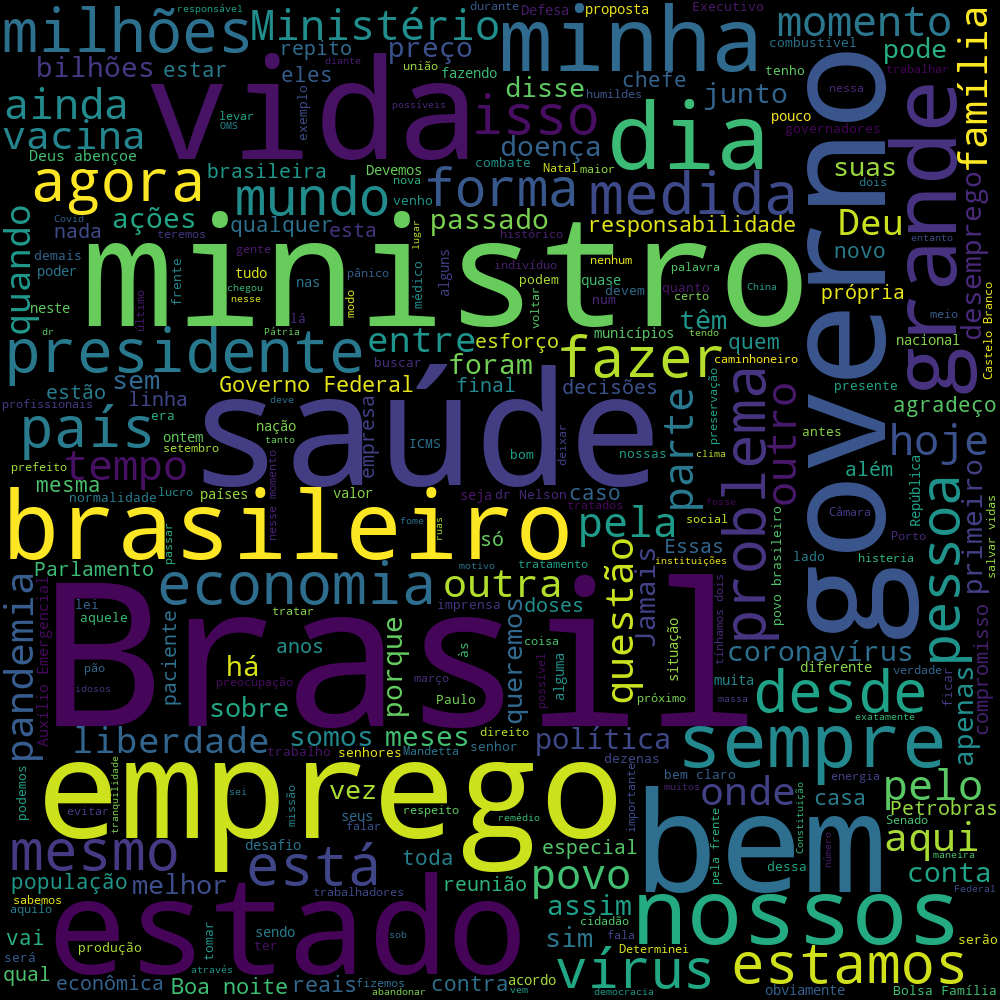 responsável
durante
Defesa
proposta
Executivo
milhões
Ministério
minha
momento
família
repito
preço
combustível
pode
bilhões
estar
eles
união
fazendo
chefe
tenho
trabalhar
vida
disse
junto
ainda
levar
OMS
exemplo
possíveis
isso
humildes
dia
pouco
nessa
diante
governadores
vacina
doença
suas
Deus abençoe
brasileira
Devemos
combate
Natal
maior
dois
agora
mundo
nova
venho
forma
medida
governo
grande
Covid
ações
qualquer
esta
passado
responsabilidade
Deu
entanto
quando
nada
teremos
gente
lugar
histórico
nenhum
demais
poder
frente
tudo
nas
pânico
médico
alguns
indivíduo
quase
palavra
novo
desemprego
ministro
chegou
nesse
modo
podem
devem
quanto
certo
China
meio
neste
último
lá
voltar
num
própria
Castelo Branco
dr
Pátria
municípios
têm
tendo
nacional
presidente
entre
esforço
quem
caminhoneiro
buscar
foram
fazer
estão
sem
Governo Federal
final
decisões
presente
profissionais
linha
preservação
agradeço
era
deve
empresa
deixar
parte
problema
outro
antes
país
ontem
nação
saúde
ICMS
bom
nossas
hoje
setembro
tanto
clima
prefeito
tempo
além
República
mesma
países
valor
seja
dr Nelson
caso
pessoa
normalidade
lucro
nesse momento
tratados
fosse
Câmara
primeiro
brasileiro
passar
fome
ruas
pela
social
Porto
salvar vidas
só
questão
Jamais
Essas
instituições
lado
histeria
Parlamento
motivo
tratamento
povo brasileiro
pandemia
Auxílio Emergencial
lei
economia
outra
tratar
imprensa
doses
situação
tínhamos dois
compromisso
aquele
paciente
anos
porque
às
queremos
coisa
coronavírus
apenas
pão
há
possível
alguma
diferente
verdade
Brasil
idosos
preocupação
março
Paulo
próximo
muita
massa
desde
ficar
sobre
exatamente
liberdade
somos
meses
direito
política
sempre
trabalho
senhores
Mandetta
senhor
dezenas
bem claro
energia
podemos
emprego
vez
sei
muitos
onde
casa
pelo
evitar
tranquilidade
missão
respeito
remédio
importante
Constituição
Petrobras
seus
falar
bem
pela frente
Senado
mesmo
desafio
especial
número
aqui
maneira
está
toda
dessa
população
melhor
reunião
povo
conta
Federal
sabemos
trabalhadores
aquilo
estado
assim
cidadão
nossos
vai
produção
tomar
sendo
sob
sim
fala
Determinei
serão
será
ter
vírus
estamos
qual
econômica
através
Boa noite
reais
fizemos
contra
acordo
obviamente
Bolsa Família
abandonar
vem
democracia